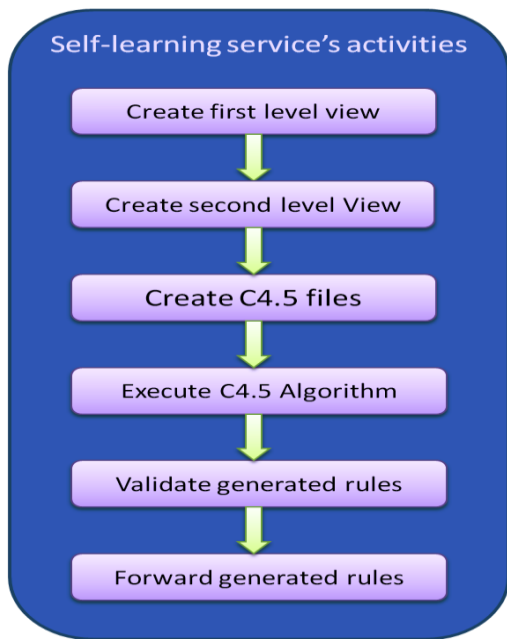 Self-learning service's activities
Create first level view
Create second level View
Create C4.5 files
Execute C4.5 Algorithm
Validate generated rules
Forward generated rules